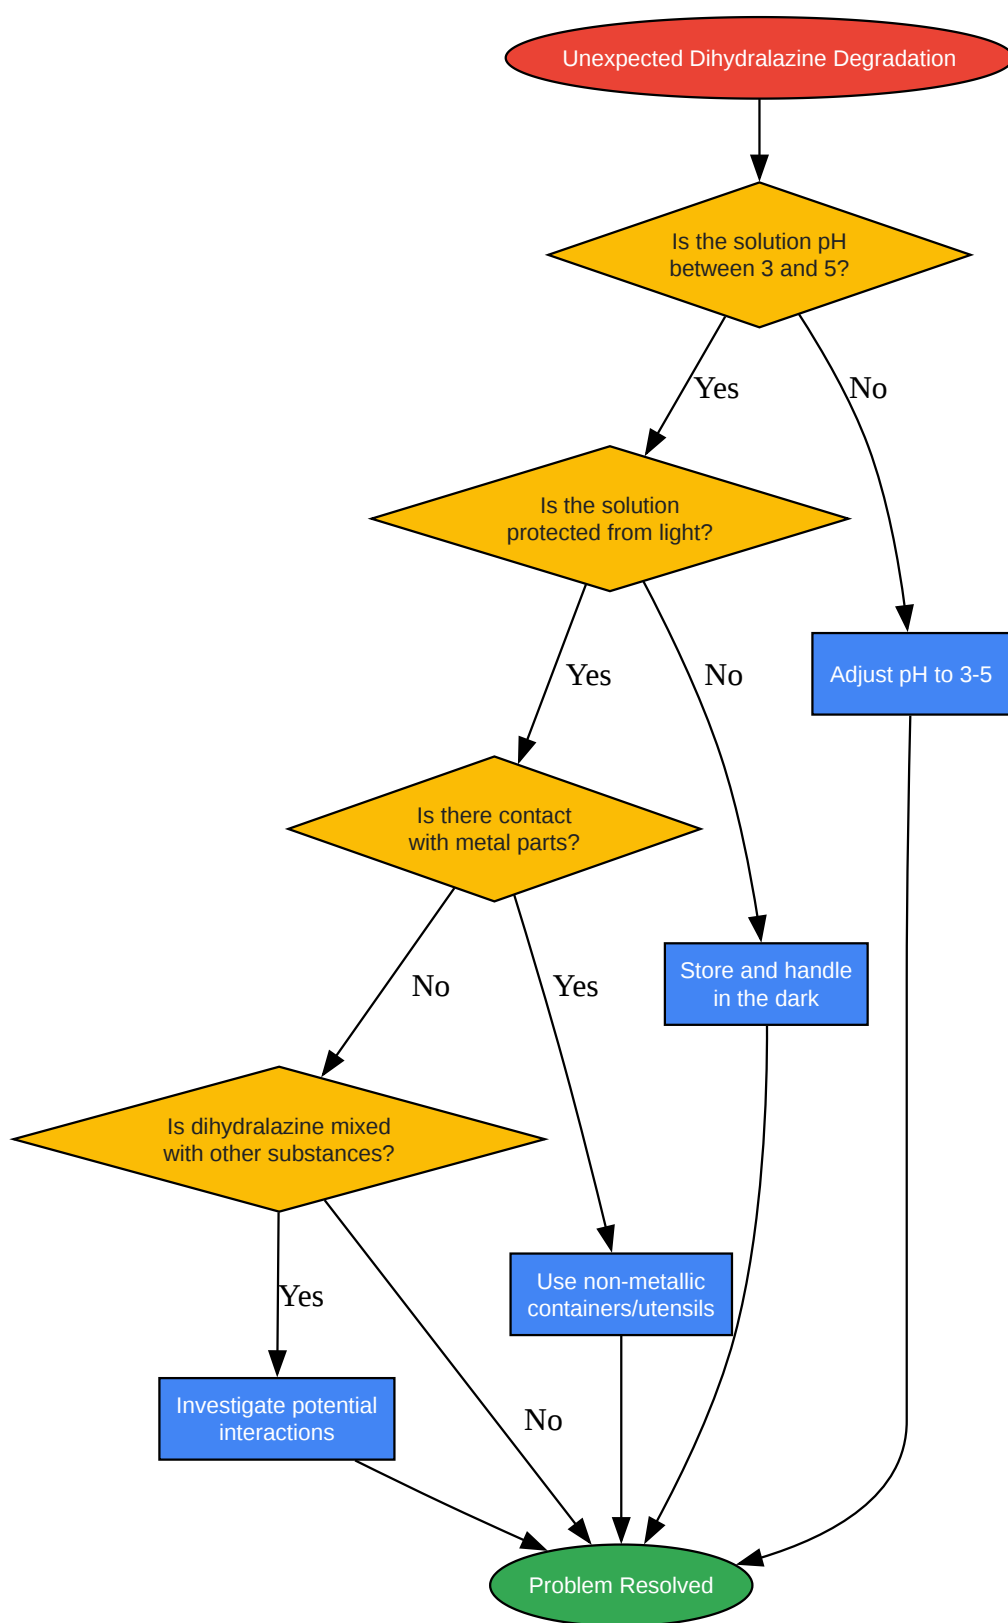 Unexpected Dihydralazine Degradation
Is the solution pH
between 3 and 5?
Yes
No
Is the solution
protected from light?
Yes
No
Adjust pH to 3-5
Is there contact
with metal parts?
No
Yes
Store and handle
in the dark
Is dihydralazine mixed
with other substances?
Yes
No
Use non-metallic
containers/utensils
Investigate potential
interactions
Problem Resolved